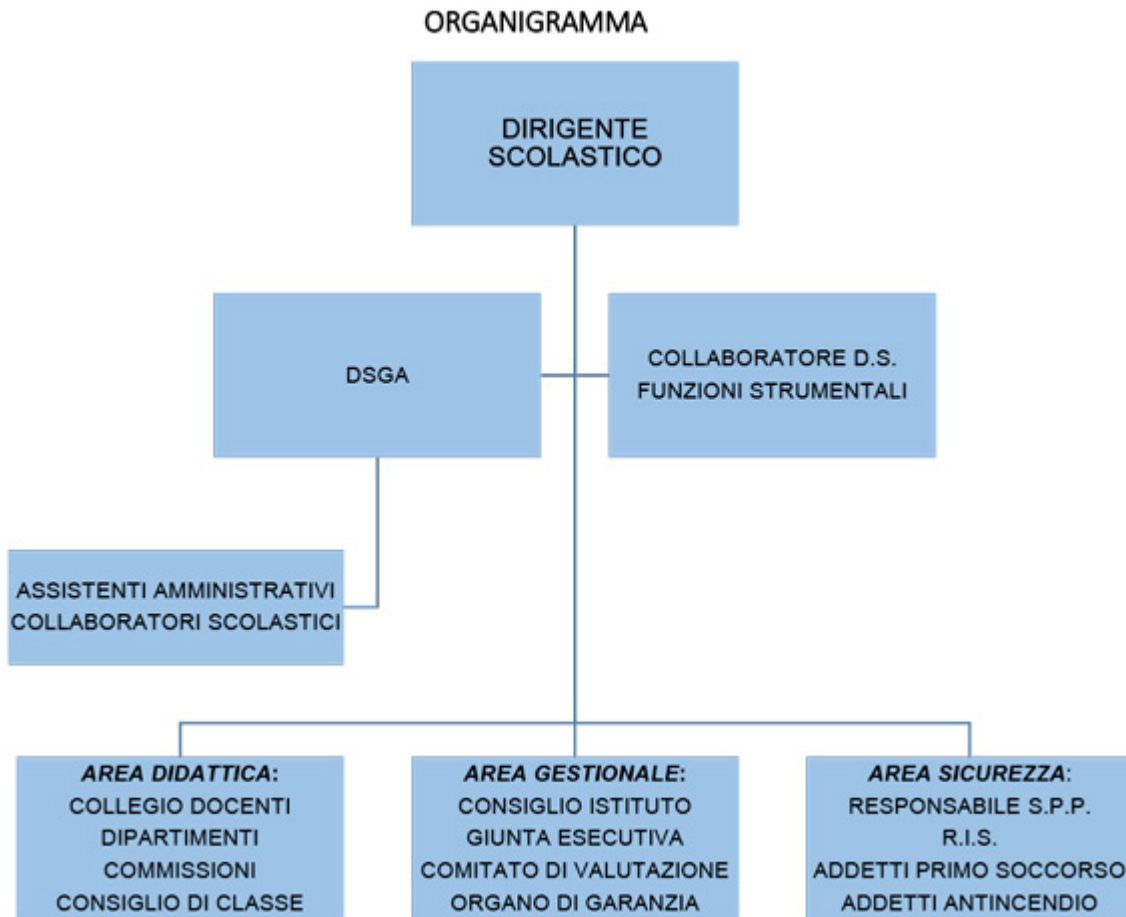 ORGANIGRAMMA
DIRIGENTE
SCOLASTICO
DSGA
COLLABORATORE D.S.
FUNZIONI STRUMENTALI
ASSISTENTI AMMINISTRATIVI
COLLABORATORI SCOLASTICI
AREA DIDATTICA:
COLLEGIO DOCENTI
DIPARTIMENTI
COMMISSIONI
CONSIGLIO DI CLASSE
AREA GESTIONALE:
CONSIGLIO ISTITUTO
GIUNTA ESECUTIVA
COMITATO DI VALUTAZIONE
ORGANO DI GARANZIA
AREA SICUREZZA:
RESPONSABILE S.P.P.
R.I.S.
ADDETTI PRIMO SOCCORSO
ADDETTI ANTINCENDIO